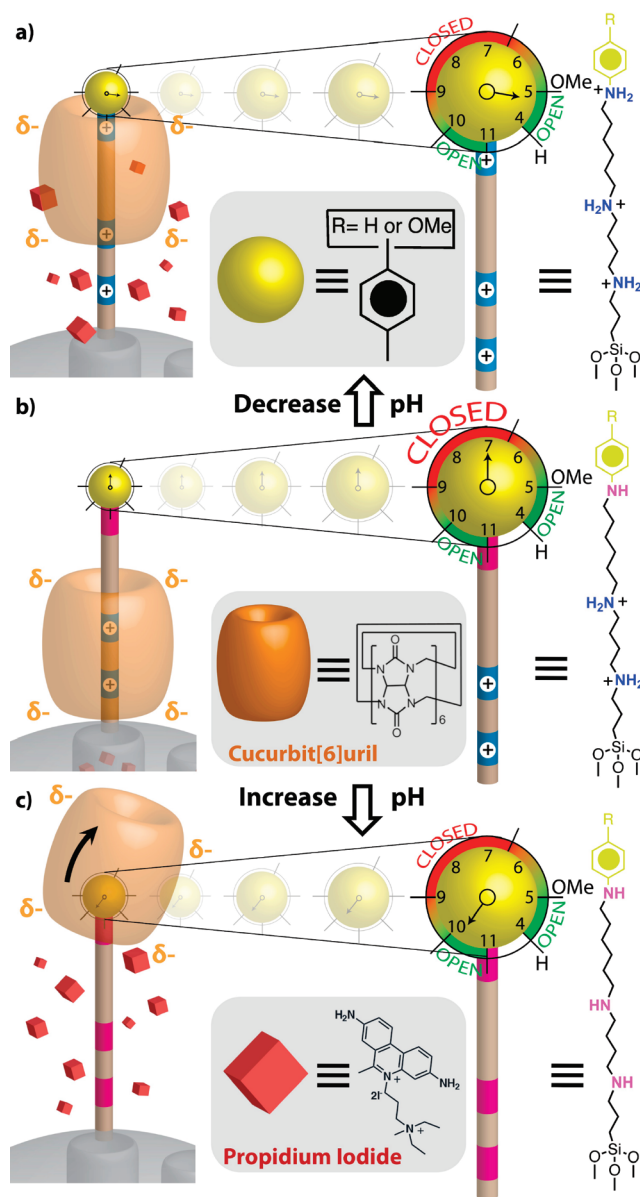 a)
CLOSED
7
8
6
9
5
OMe
10
4
11
H
OPEN
OPEN
R
NH2
+
H2N
+
+
NH2
Si
O
O
O
δ-
δ-
δ-
δ-
+
+
+
+
+
+
R= H or OMe
≡
≡
Decrease pH
b)
CLOSED
7
8
6
9
5
OMe
10
4
11
H
OPEN
OPEN
R
NH
H2N
+
+
NH2
Si
O
O
O
δ-
δ-
δ-
δ-
+
+
+
+
≡
≡
O
N
N
N
N
O
6
Cucurbit[6]uril
Increase pH
c)
CLOSED
7
8
6
9
5
OMe
10
4
11
H
OPEN
OPEN
R
NH
HN
NH
Si
O
O
O
δ-
δ-
δ-
δ-
≡
≡
H2N
N
+
2I-
NH2
N
+
Propidium Iodide